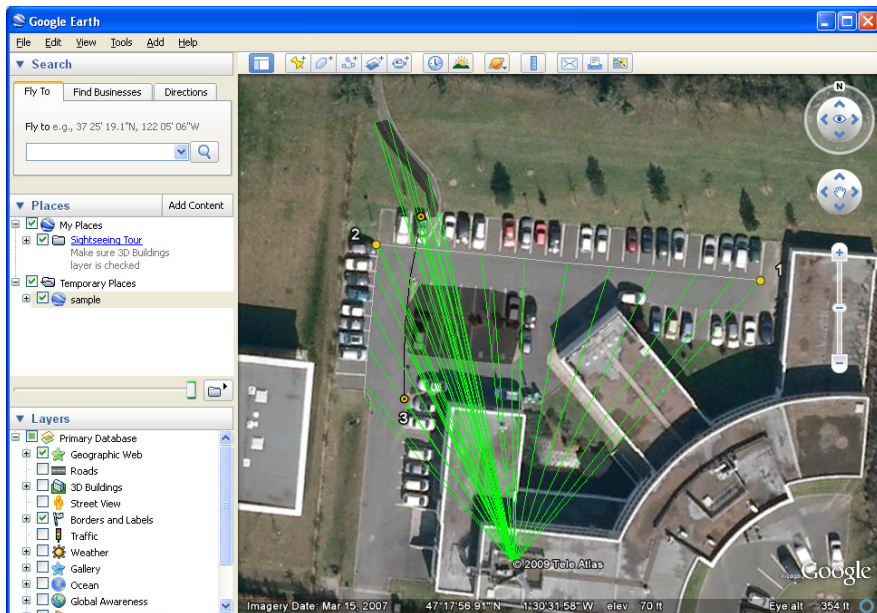 Google Earth
File Edit View Tools Add Help
Search
Fly To Find Businesses Directions
Fly to e.g., 37 25' 19.1"N, 122 05' 06"W
Places
Add Content
My Places
Sightseeing Tour
Make sure 3D Buildings
layer is checked
Temporary Places
sample
Layers
Primary Database
Geographic Web
Roads
3D Buildings
Street View
Borders and Labels
Traffic
Weather
Gallery
Ocean
Global Awareness
N
2
1
3
© 2009 Tele Atlas
©2009 Google
Imagery Date: Mar 15, 2007 47°17'56.91" N 1°30'31.58" W elev 70 ft Eye alt 354 ft